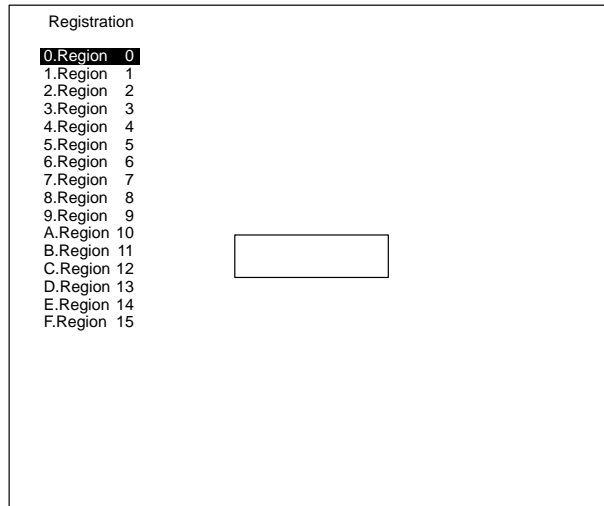 Registration
0.Region 0
1.Region 1
2.Region 2
3.Region 3
4.Region 4
5.Region 5
6.Region 6
7.Region 7
8.Region 8
9.Region 9
A.Region 10
B.Region 11
C.Region 12
D.Region 13
E.Region 14
F.Region 15